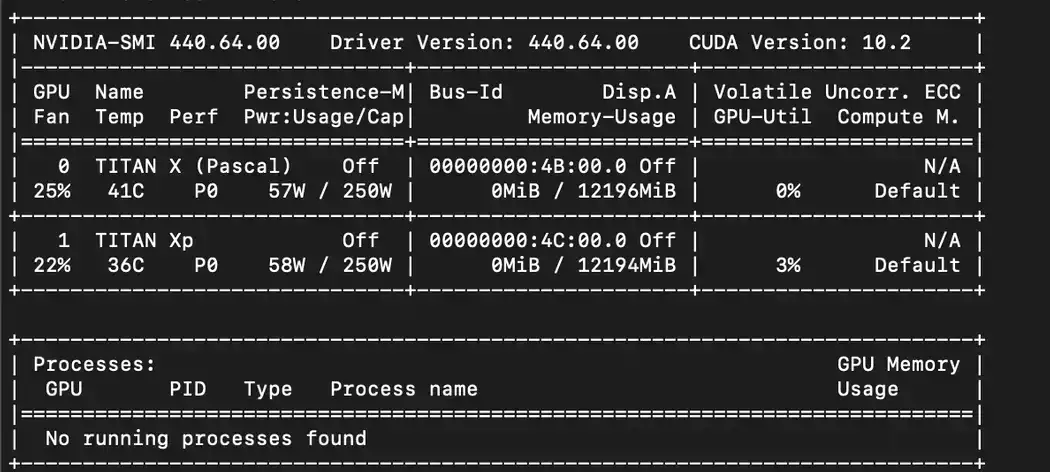 +-----------------------------------------------------------------------------+
| NVIDIA-SMI 440.64.00    Driver Version: 440.64.00    CUDA Version: 10.2     |
|-------------------------------+----------------------+----------------------+
| GPU  Name        Persistence-M| Bus-Id        Disp.A | Volatile Uncorr. ECC |
| Fan  Temp  Perf  Pwr:Usage/Cap|         Memory-Usage | GPU-Util  Compute M. |
|===============================+======================+======================|
|   0  TITAN X (Pascal)    Off  | 00000000:4B:00.0 Off |                  N/A |
| 25%   41C    P0    57W / 250W |      0MiB / 12196MiB |      0%      Default |
+-------------------------------+----------------------+----------------------+
|   1  TITAN Xp            Off  | 00000000:4C:00.0 Off |                  N/A |
| 22%   36C    P0    58W / 250W |      0MiB / 12194MiB |      3%      Default |
+-------------------------------+----------------------+----------------------+
+-----------------------------------------------------------------------------+
| Processes:                                                       GPU Memory |
|  GPU       PID   Type   Process name                             Usage      |
|=============================================================================|
|  No running processes found                                                 |
+-----------------------------------------------------------------------------+